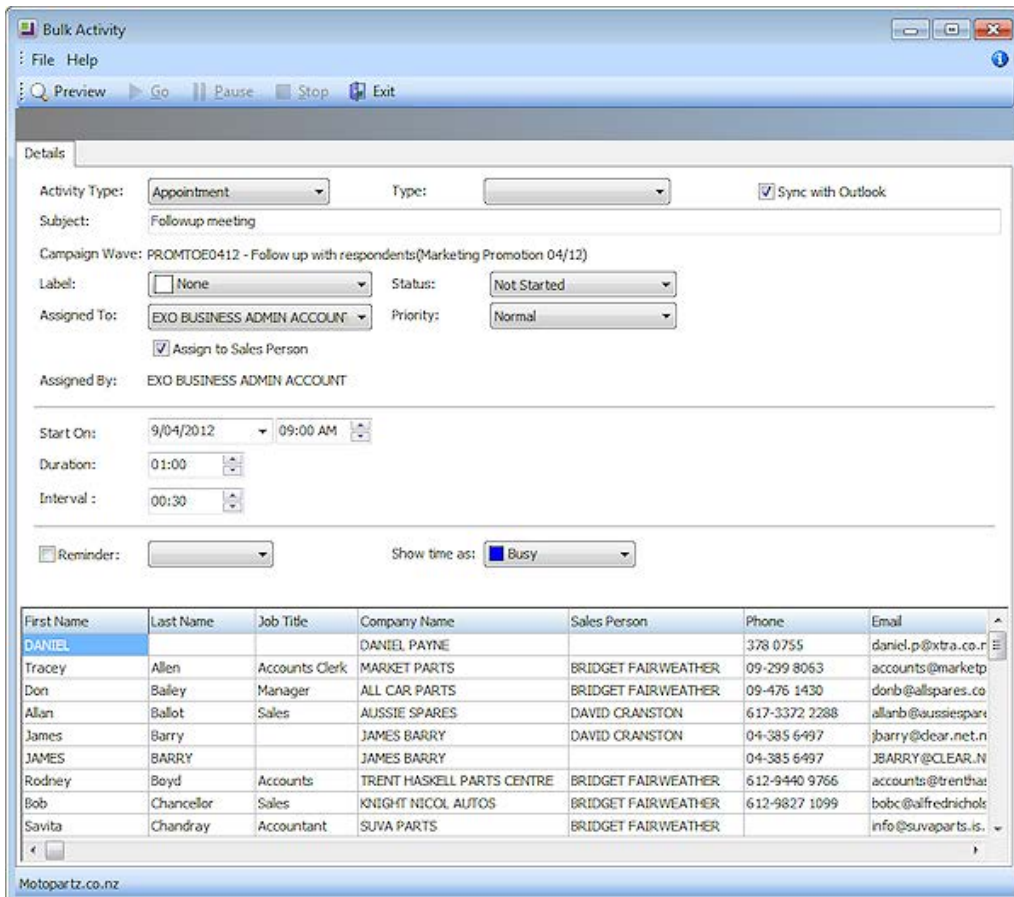 Bulk Activity
File Help
Preview Go Pause Stop Exit
Details
Activity Type: Appointment Type: Sync with Outlook
Subject: Followup meeting
Campaign Wave: PROMTOE0412 - Follow up with respondents(Marketing Promotion 04/12)
Label: None Status: Not Started
Assigned To: EXO BUSINESS ADMIN ACCOUNT Priority: Normal
Assign to Sales Person
Assigned By: EXO BUSINESS ADMIN ACCOUNT
Start On: 9/04/2012 09:00 AM
Duration: 01:00
Interval : 00:30
Reminder: Show time as: Busy
First Name Last Name Job Title Company Name Sales Person Phone Email
DANIEL DANIEL PAYNE 378 0755 daniel.p@xtra.co.n
Tracey Allen Accounts Clerk MARKET PARTS BRIDGET FAIRWEATHER 09-299 8063 accounts@marketp
Don Bailey Manager ALL CAR PARTS BRIDGET FAIRWEATHER 09-476 1430 donb@allspares.co
Allan Ballot Sales AUSSIE SPARES DAVID CRANSTON 617-3372 2288 allanb@aussiespare
James Barry JAMES BARRY DAVID CRANSTON 04-385 6497 jbarry@clear.net.n
JAMES BARRY JAMES BARRY 04-385 6497 JBARRY@CLEAR.N
Rodney Boyd Accounts TRENT HASKELL PARTS CENTRE BRIDGET FAIRWEATHER 612-9440 9766 accounts@trenthas
Bob Chancellor Sales KNIGHT NICOL AUTOS BRIDGET FAIRWEATHER 612-9827 1099 bobc@alfrednichols
Savita Chandray Accountant SUVA PARTS BRIDGET FAIRWEATHER info@suvaparts.is.
Motopartz.co.nz